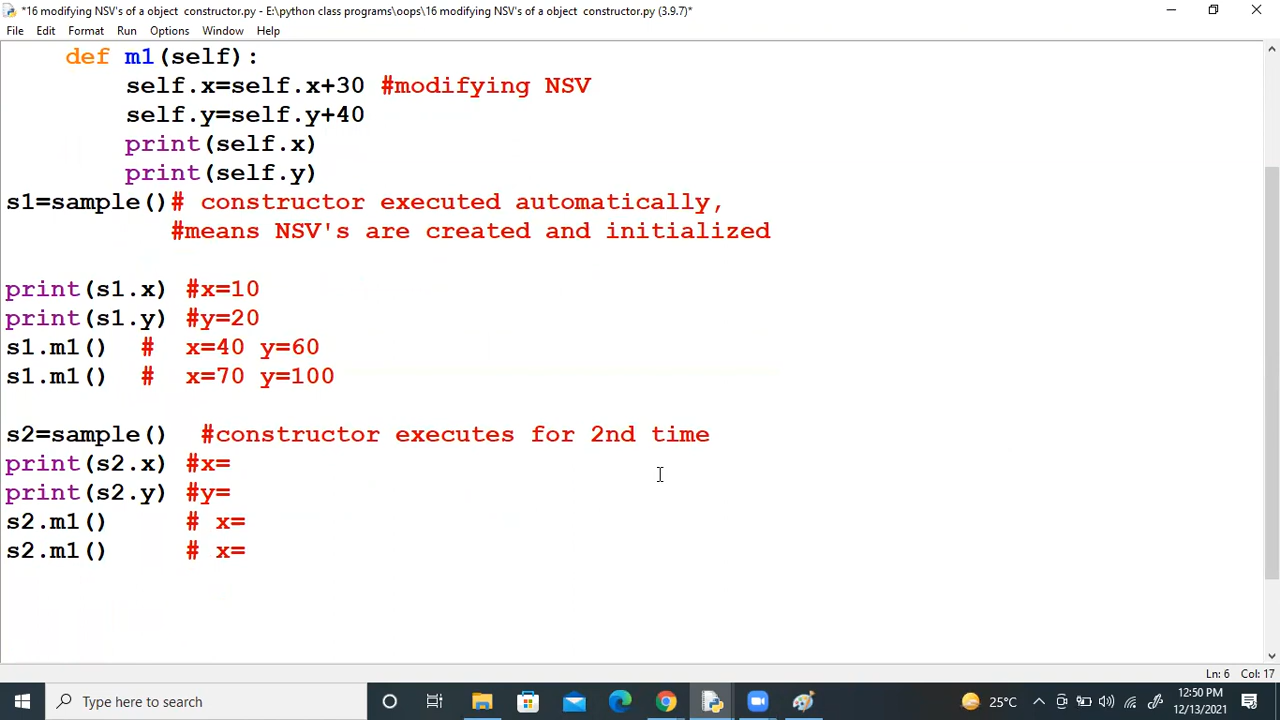 *16 modifying NSV's of a object  constructor.py - E:\python class programs\oops\16 modifying NSV's of a object  constructor.py (3.9.7)*
File Edit Format Run Options Window Help
def m1(self):
self.x=self.x+30 #modifying NSV
self.y=self.y+40
print(self.x)
print(self.y)
s1=sample()# constructor executed automatically,
#means NSV's are created and initialized
print(s1.x) #x=10
print(s1.y) #y=20
s1.m1()  #  x=40 y=60
s1.m1()  #  x=70 y=100
s2=sample()  #constructor executes for 2nd time
print(s2.x) #x=
print(s2.y) #y=
s2.m1()     # x=
s2.m1()     # x=
Ln: 6 Col: 17
Type here to search
25°C
12:50 PM
12/13/2021